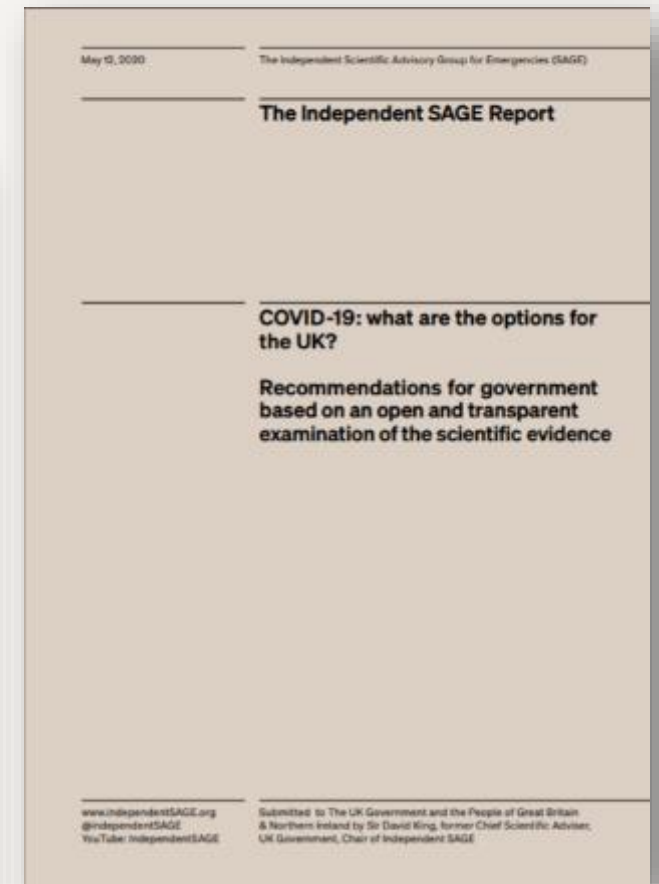 May 12, 2020
The Independent Scientific Advisory Group for Emergencies (SAGE)
The Independent SAGE Report
COVID-19: what are the options for
the UK?
Recommendations for government
based on an open and transparent
examination of the scientific evidence
www.independentSAGE.org
@independentSAGE
YouTube: IndependentSAGE
Submitted to The UK Government and the People of Great Britain
& Northern Ireland by Sir David King, former Chief Scientific Adviser,
UK Government, Chair of Independent SAGE